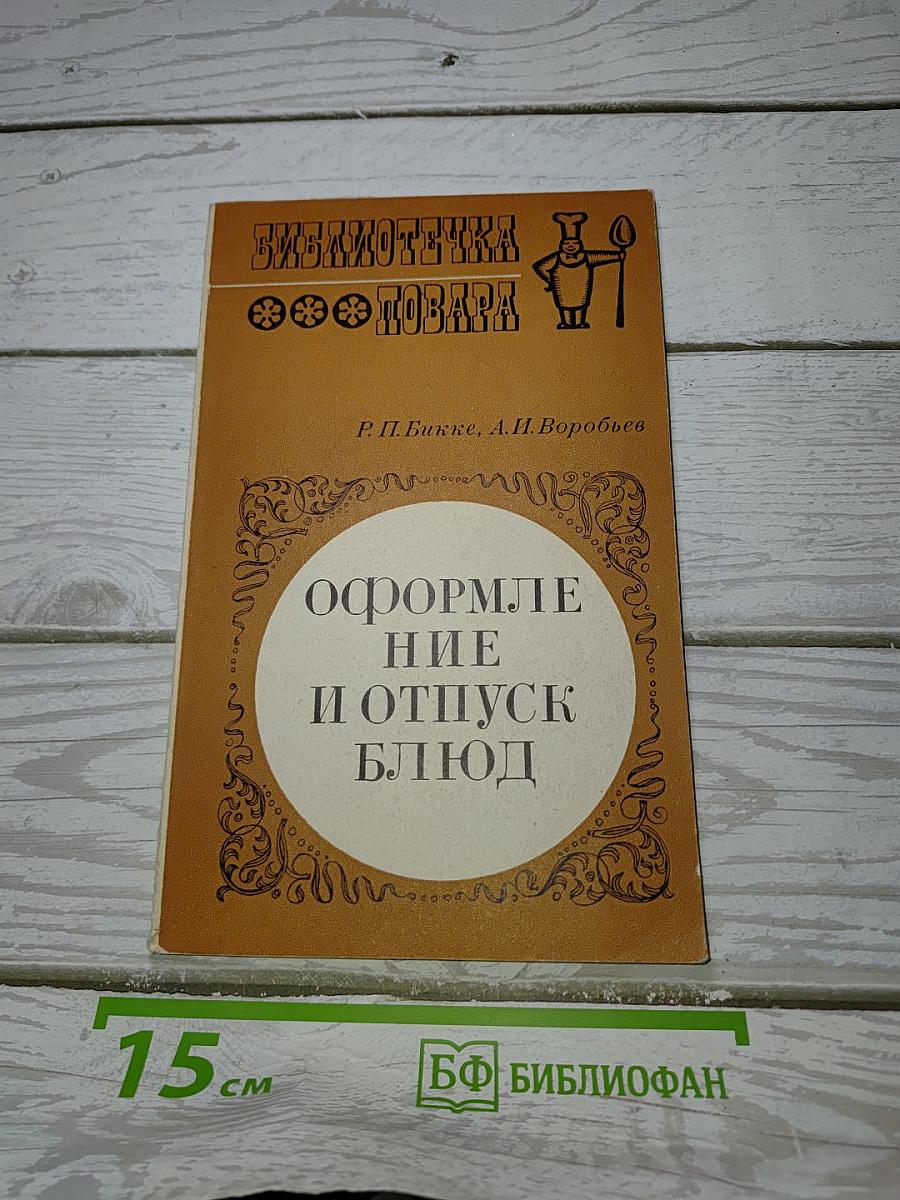 БИБЛИОТЕЧКА
ПОВАРА
Р. П. Бикке, А. И. Воробьев
ОФОРМЛЕ
НИЕ
И ОТПУСК
БЛЮД
15 см
БФ БИБЛИОФАН